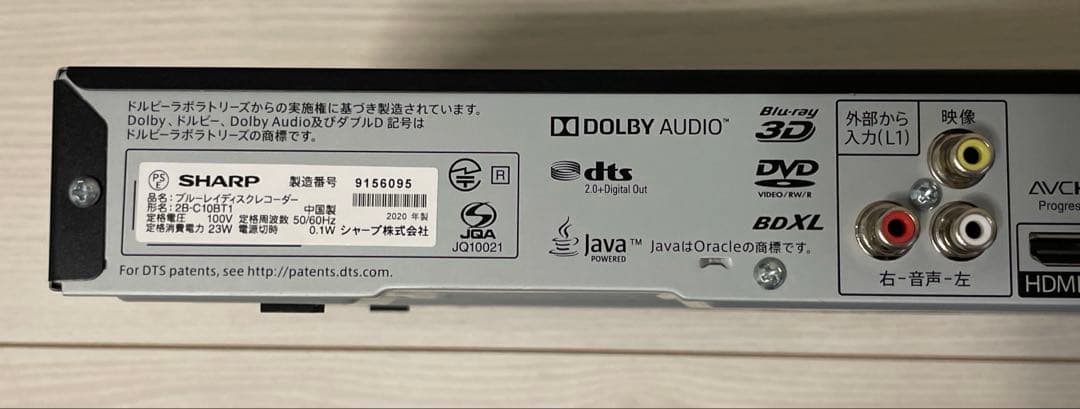 ドルビーラボラトリーズからの実施権に基づき製造されています。
Dolby、ドルビー、Dolby Audio及びダブルD 記号は
ドルビーラボラトリーズの商標です。
PS
E
SHARP
製造番号 9156095
品名：ブルーレイディスクレコーダー
形名：2B-C10BT1 中国製
2020 年製
定格電圧 100V 定格周波数 50/60Hz
定格消費電力 23W 電源切時 0.1W シャープ株式会社
R
JQA
JQ10021
For DTS patents, see http://patents.dts.com.
DOLBY AUDIO™
dts
2.0+Digital Out
Java™
POWERED
JavaはOracleの商標です。
Blu-ray
3D
DVD
VIDEO/RW/R
BDXL
外部から
入力(L1)
映像
右-音声-左
AVCH
Progres
HDMI